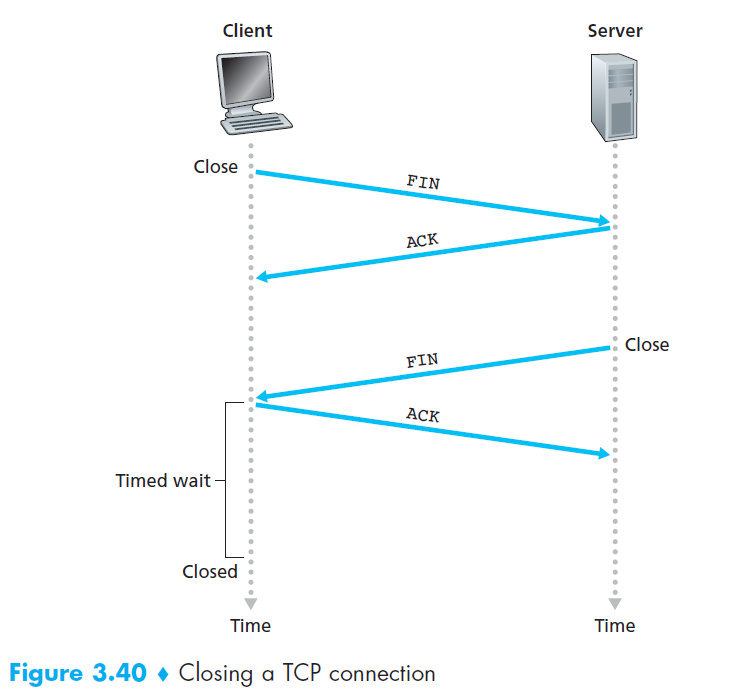 Client Server
Close
FIN
ACK
Close
FIN
ACK
Timed wait
Closed
Time Time
Figure 3.40 ♦ Closing a TCP connection